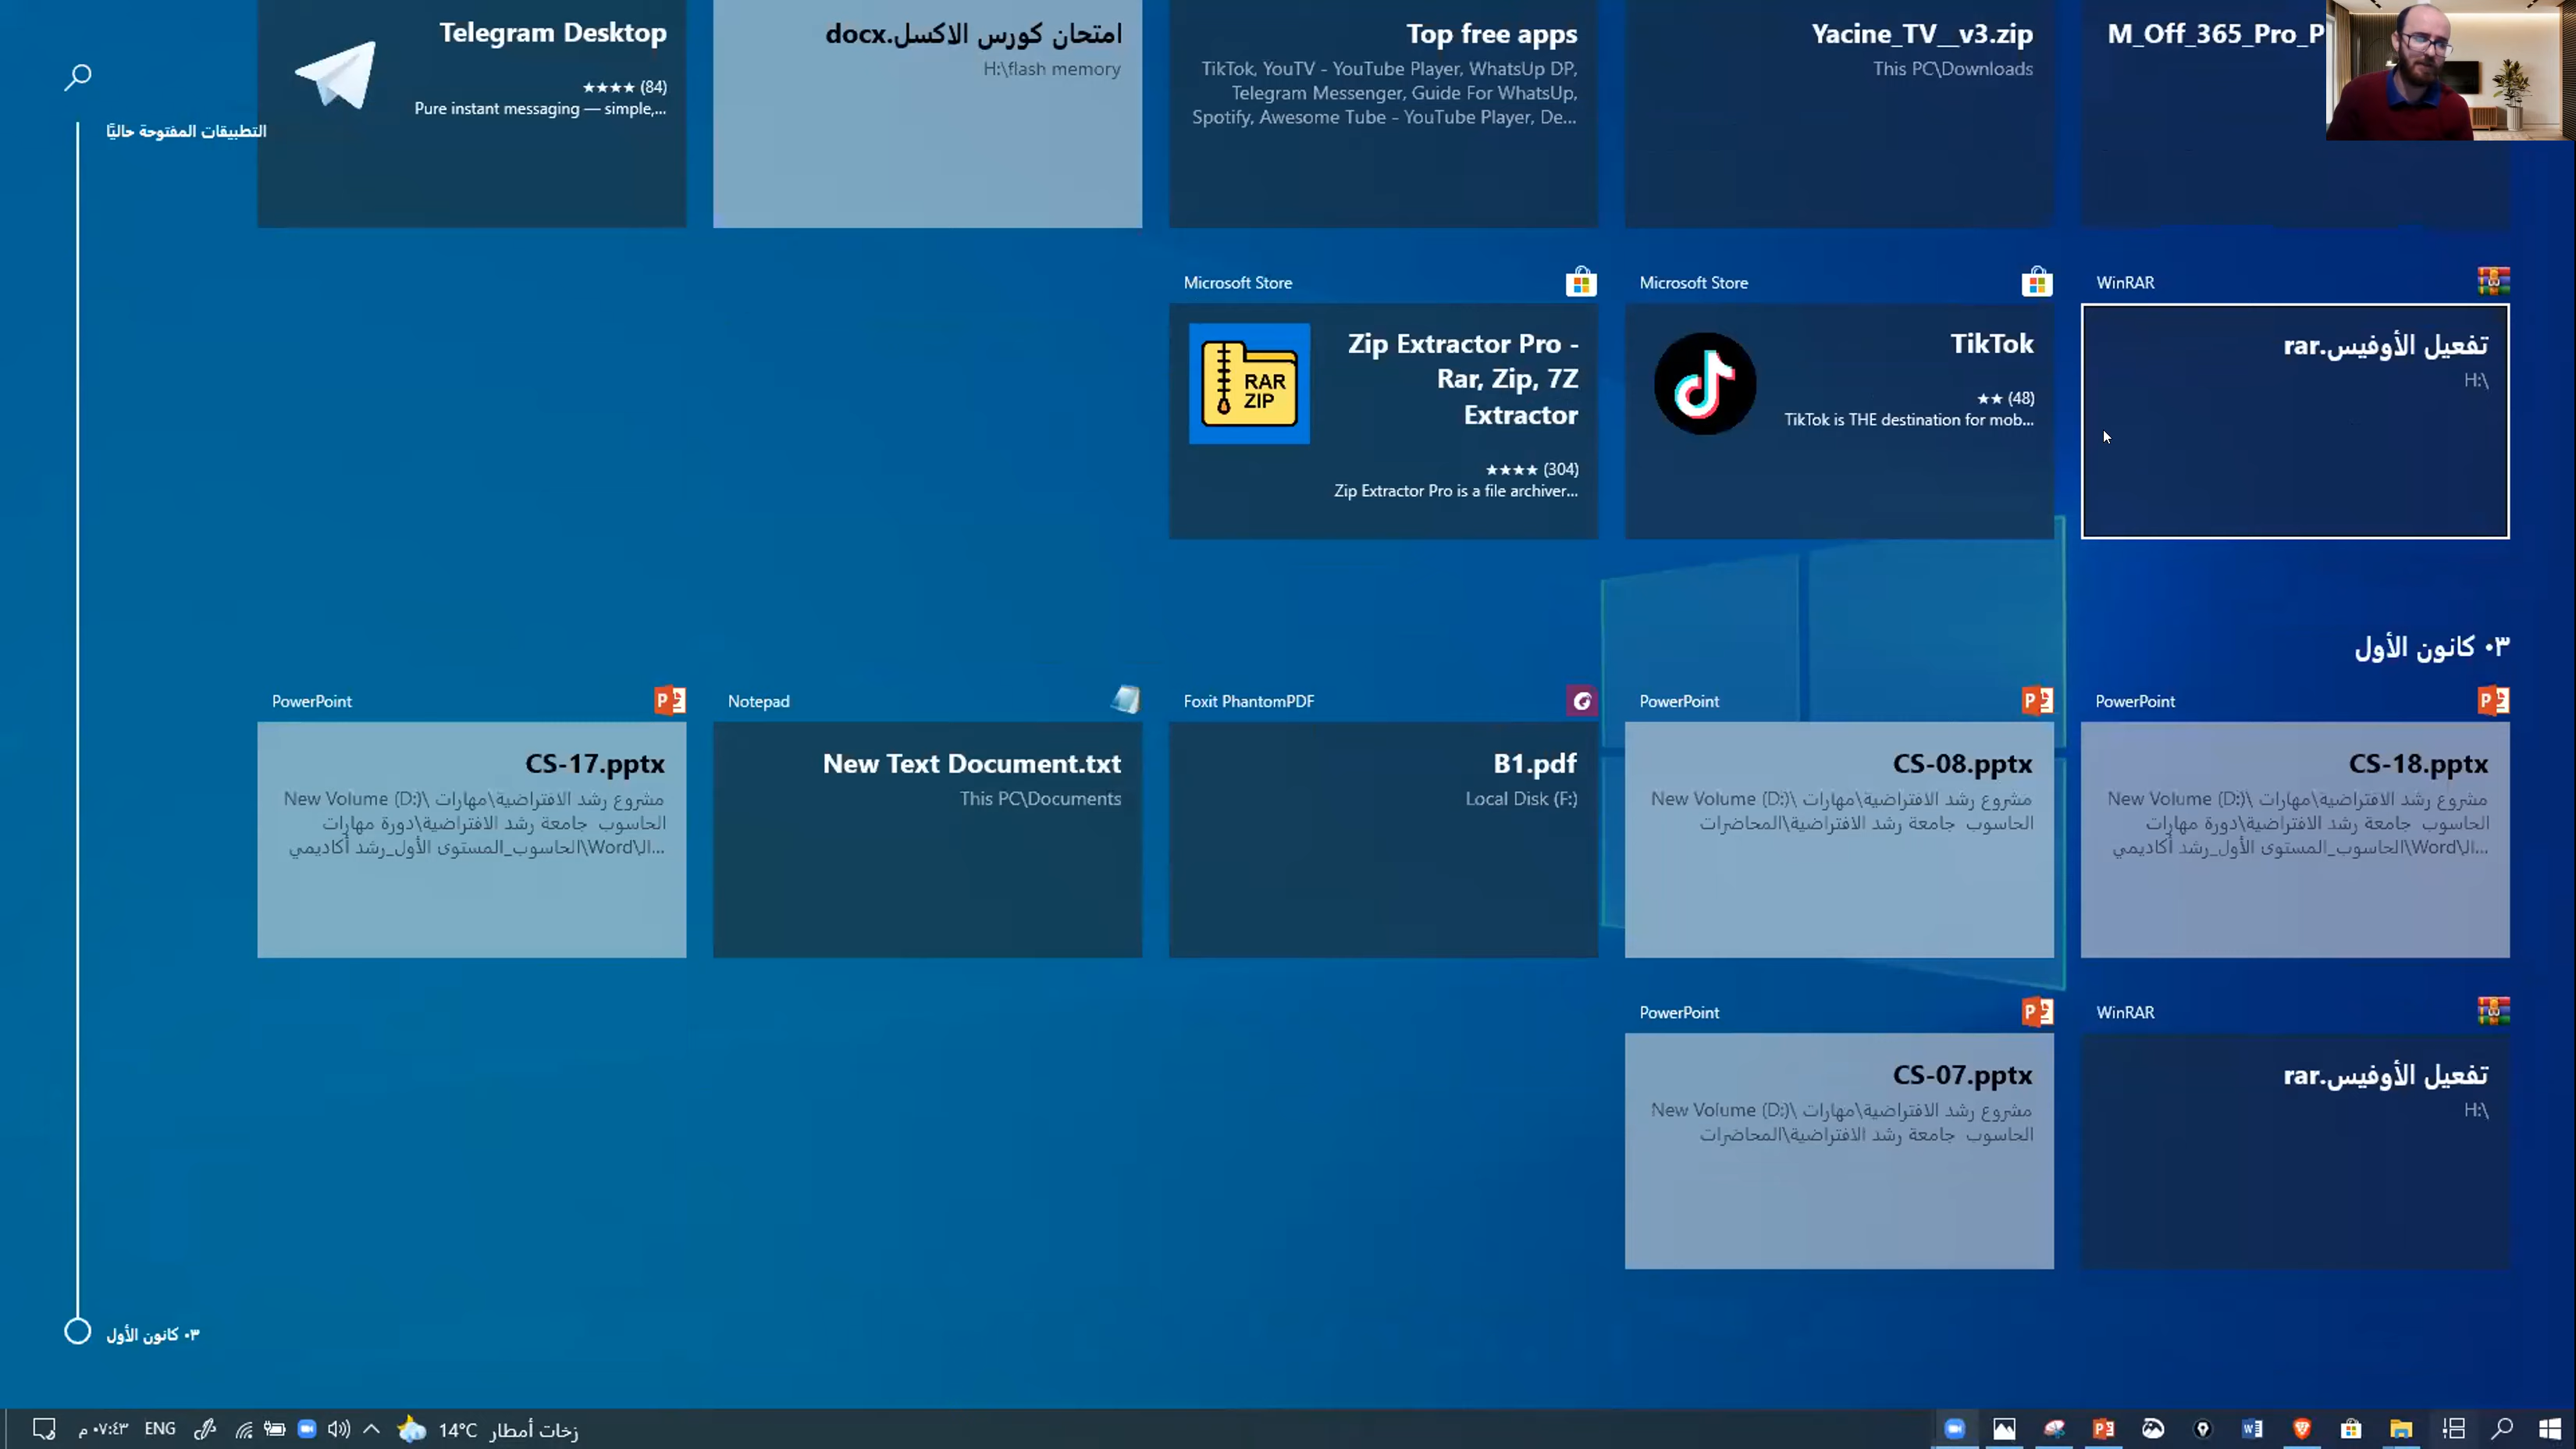 Telegram Desktop
★★★★ (84)
Pure instant messaging — simple,...
امتحان كورس الاكسل.docx
H:\flash memory
Top free apps
TikTok, YouTV - YouTube Player, WhatsUp DP,
Telegram Messenger, Guide For WhatsUp,
Spotify, Awesome Tube - YouTube Player, De...
Yacine_TV__v3.zip
This PC\Downloads
M_Off_365_Pro_P
التطبيقات المفتوحة حاليًا
Microsoft Store
RAR
ZIP
Zip Extractor Pro -
Rar, Zip, 7Z
Extractor
★★★★ (304)
Zip Extractor Pro is a file archiver...
Microsoft Store
TikTok
★★ (48)
TikTok is THE destination for mob...
WinRAR
تفعيل الأوفيس.rar
H:\
٠٣ كانون الأول
PowerPoint
CS-17.pptx
New Volume (D:)\ مشروع رشد الافتراضية\مهارات
الحاسوب جامعة رشد الافتراضية\دورة مهارات
الحاسوب_المستوى الأول_رشد أكاديمي\Word\ال...
Notepad
New Text Document.txt
This PC\Documents
Foxit PhantomPDF
B1.pdf
Local Disk (F:)
PowerPoint
CS-08.pptx
New Volume (D:)\ مشروع رشد الافتراضية\مهارات
الحاسوب جامعة رشد الافتراضية\المحاضرات
PowerPoint
CS-18.pptx
New Volume (D:)\ مشروع رشد الافتراضية\مهارات
الحاسوب جامعة رشد الافتراضية\دورة مهارات
الحاسوب_المستوى الأول_رشد أكاديمي\Word\ال...
PowerPoint
CS-07.pptx
New Volume (D:)\ مشروع رشد الافتراضية\مهارات
الحاسوب جامعة رشد الافتراضية\المحاضرات
WinRAR
تفعيل الأوفيس.rar
H:\
٠٣ كانون الأول
٠٧:٤٣ م
ENG
14°C زخات أمطار